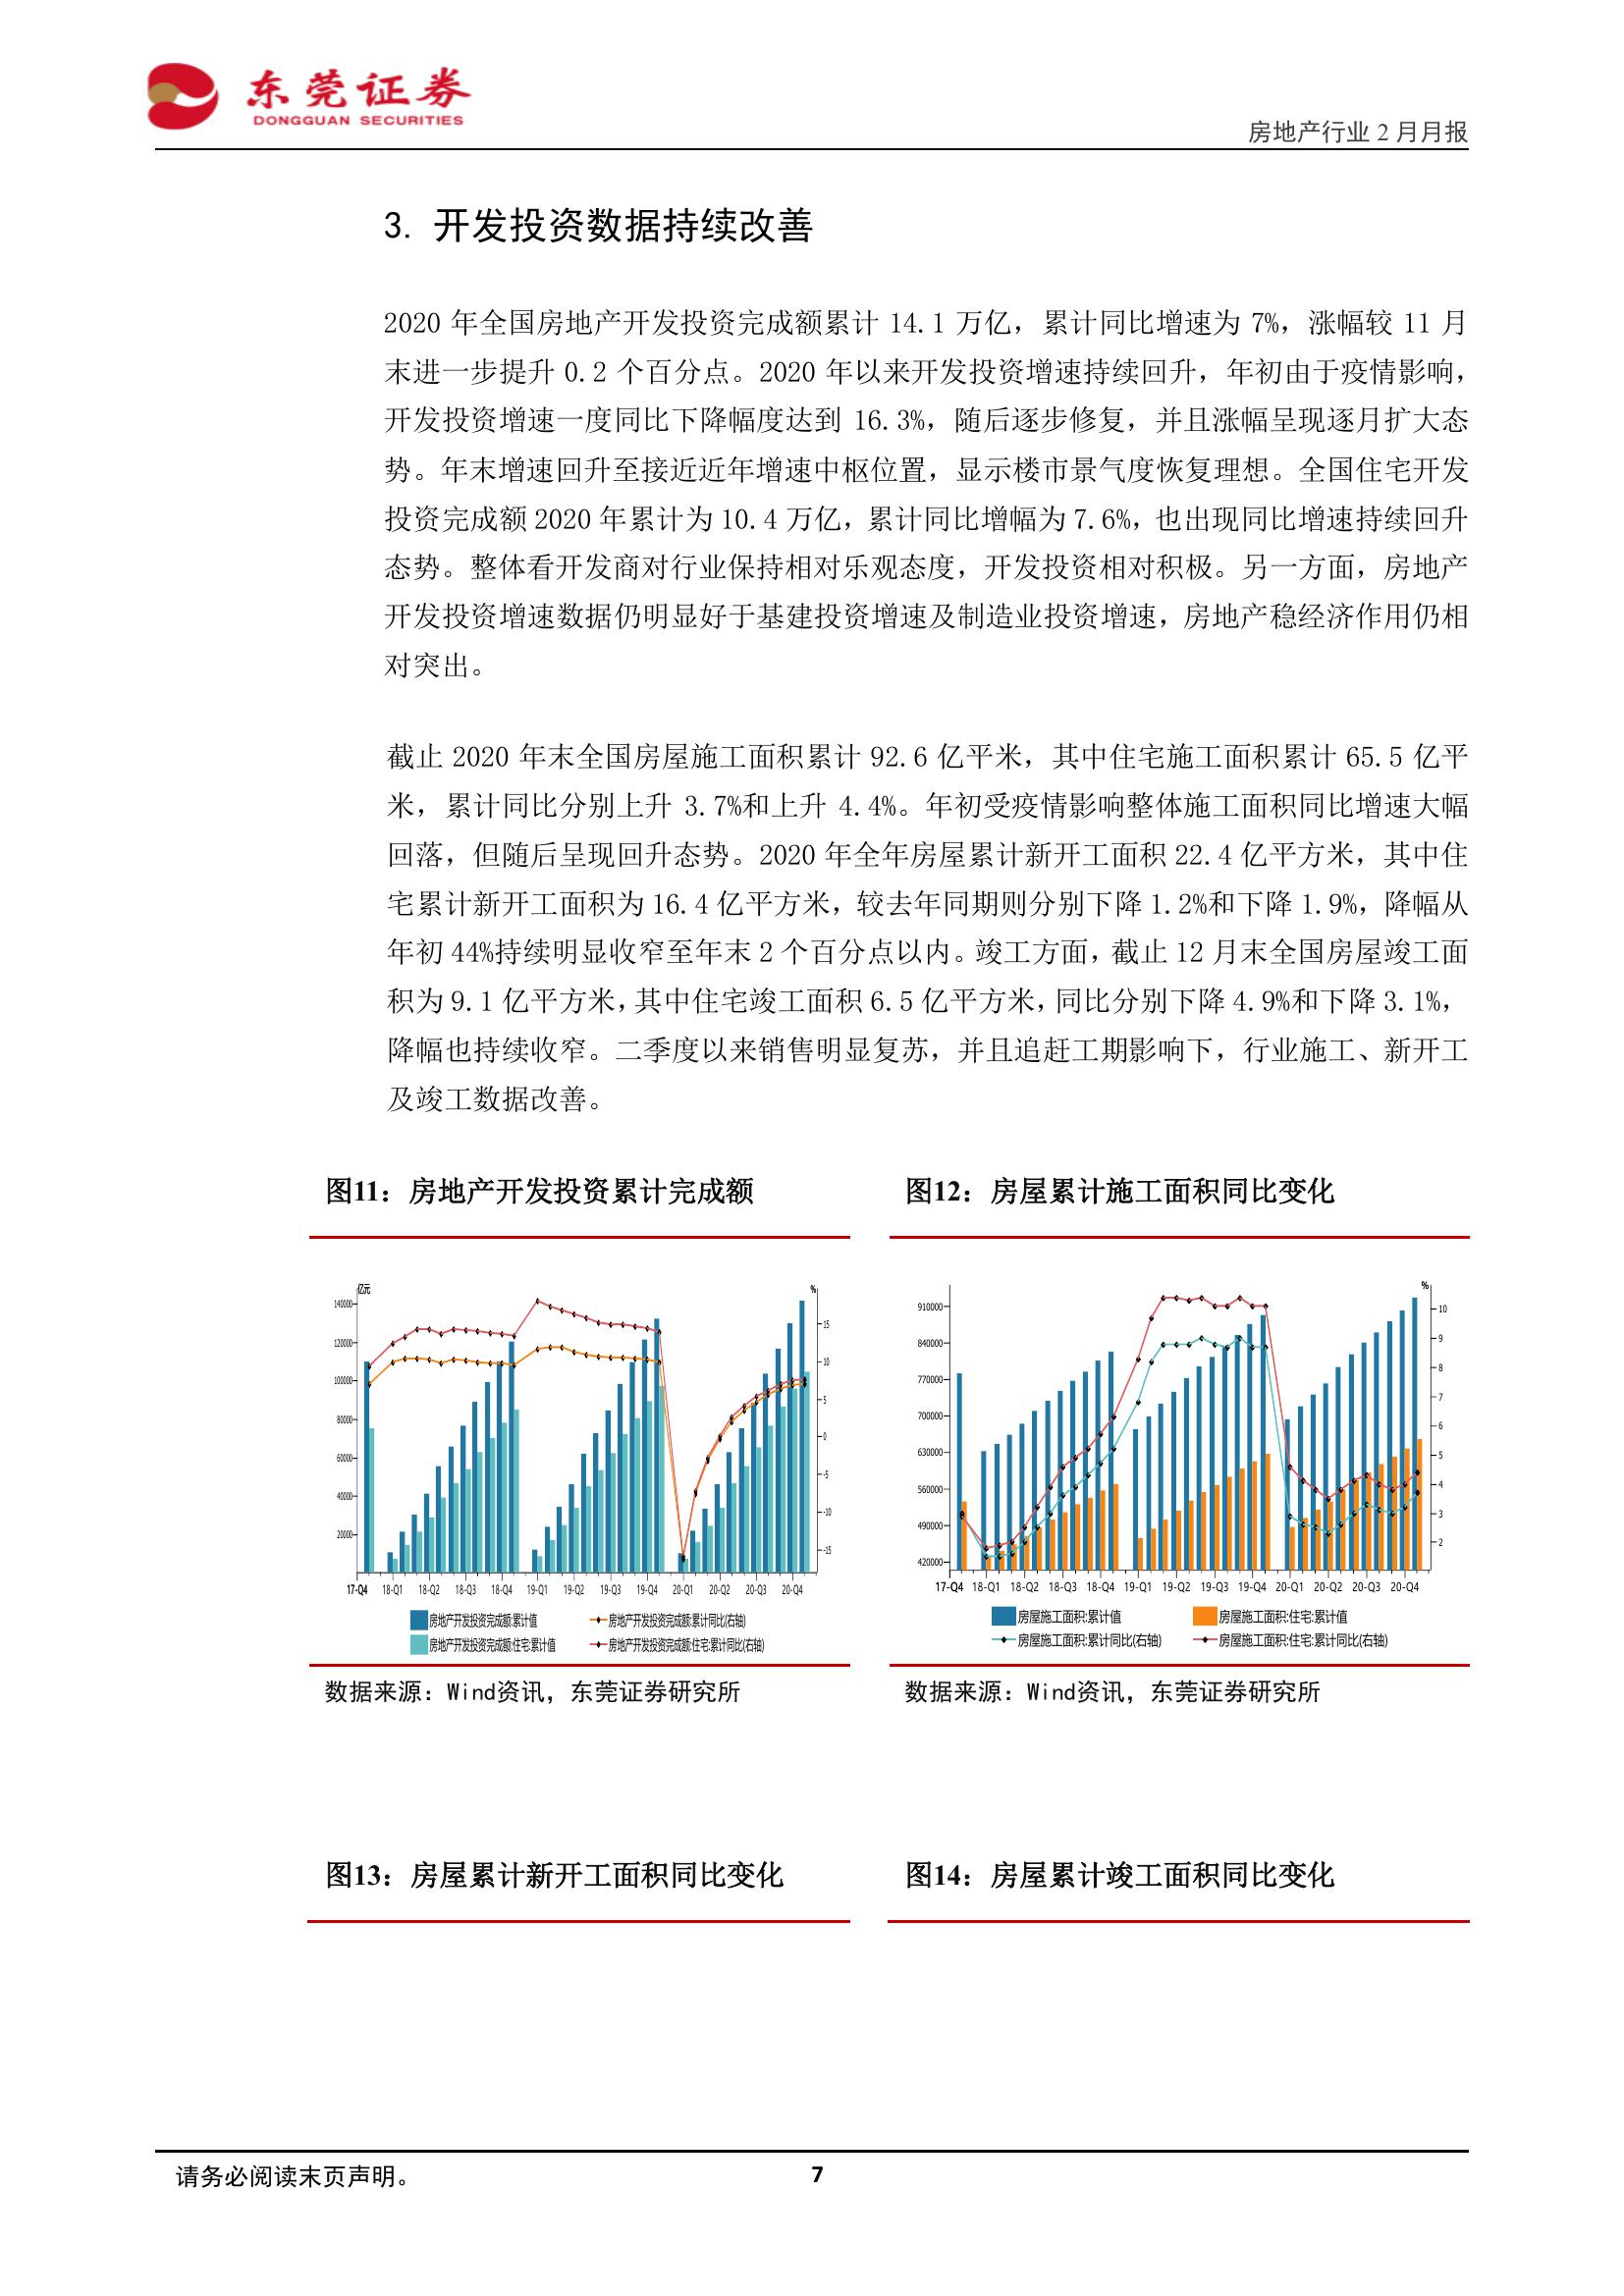 东莞证券
DONGGUAN SECURITIES
房地产行业 2 月月报
3. 开发投资数据持续改善
2020 年全国房地产开发投资完成额累计 14.1 万亿，累计同比增速为 7%，涨幅较 11 月
末进一步提升 0.2 个百分点。2020 年以来开发投资增速持续回升，年初由于疫情影响，
开发投资增速一度同比下降幅度达到 16.3%，随后逐步修复，并且涨幅呈现逐月扩大态
势。年末增速回升至接近近年增速中枢位置，显示楼市景气度恢复理想。全国住宅开发
投资完成额 2020 年累计为 10.4 万亿，累计同比增幅为 7.6%，也出现同比增速持续回升
态势。整体看开发商对行业保持相对乐观态度，开发投资相对积极。另一方面，房地产
开发投资增速数据仍明显好于基建投资增速及制造业投资增速，房地产稳经济作用仍相
对突出。
截止 2020 年末全国房屋施工面积累计 92.6 亿平米，其中住宅施工面积累计 65.5 亿平
米，累计同比分别上升 3.7%和上升 4.4%。年初受疫情影响整体施工面积同比增速大幅
回落，但随后呈现回升态势。2020 年全年房屋累计新开工面积 22.4 亿平方米，其中住
宅累计新开工面积为 16.4 亿平方米，较去年同期则分别下降 1.2%和下降 1.9%，降幅从
年初 44%持续明显收窄至年末 2 个百分点以内。竣工方面，截止 12 月末全国房屋竣工面
积为 9.1 亿平方米，其中住宅竣工面积 6.5 亿平方米，同比分别下降 4.9%和下降 3.1%，
降幅也持续收窄。二季度以来销售明显复苏，并且追赶工期影响下，行业施工、新开工
及竣工数据改善。
图11：房地产开发投资累计完成额
亿元 %
140000
120000
100000
80000
60000
40000
20000
15
10
5
0
-5
-10
-15
17-Q4 18-Q1 18-Q2 18-Q3 18-Q4 19-Q1 19-Q2 19-Q3 19-Q4 20-Q1 20-Q2 20-Q3 20-Q4
房地产开发投资完成额:累计值 房地产开发投资完成额:累计同比(右轴)
房地产开发投资完成额:住宅:累计值 房地产开发投资完成额:住宅:累计同比(右轴)
数据来源：Wind资讯，东莞证券研究所
图12：房屋累计施工面积同比变化
%
910000
840000
770000
700000
630000
560000
490000
420000
10
9
8
7
6
5
4
3
2
17-Q4 18-Q1 18-Q2 18-Q3 18-Q4 19-Q1 19-Q2 19-Q3 19-Q4 20-Q1 20-Q2 20-Q3 20-Q4
房屋施工面积:累计值 房屋施工面积:住宅:累计值
房屋施工面积:累计同比(右轴) 房屋施工面积:住宅:累计同比(右轴)
数据来源：Wind资讯，东莞证券研究所
图13：房屋累计新开工面积同比变化
图14：房屋累计竣工面积同比变化
请务必阅读末页声明。
7